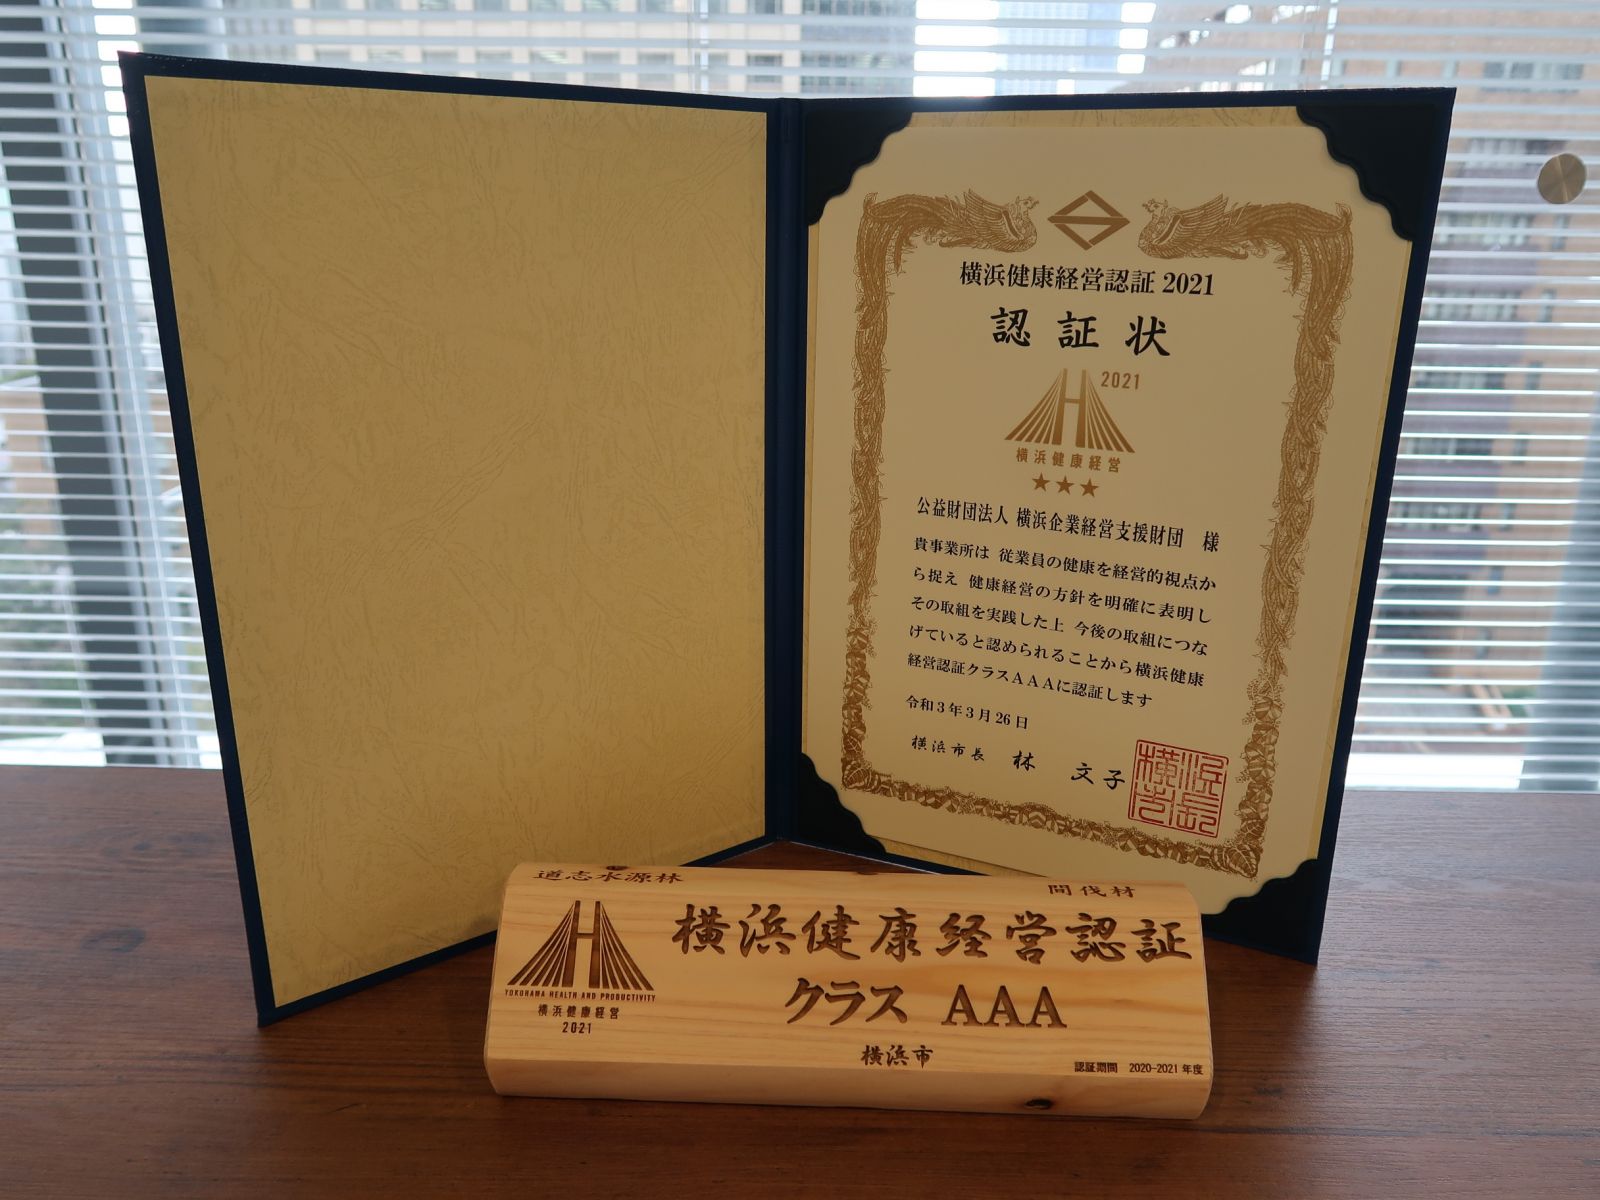 横浜健康経営認証 2021
認証状
2021
横浜健康経営
★★★
公益財団法人 横浜企業経営支援財団 様
貴事業所は 従業員の健康を経営的視点か
ら捉え 健康経営の方針を明確に表明し
その取組を実践した上 今後の取組につな
げていると認められることから横浜健康
経営認証クラスAAAに認証します
令和3年3月26日
横浜市長 林 文子
横浜市長
道志水源林
間伐材
横浜健康経営認証
クラス AAA
YOKOHAMA HEALTH AND PRODUCTIVITY
横浜健康経営
2021
横浜市
認証期間 2020-2021年度